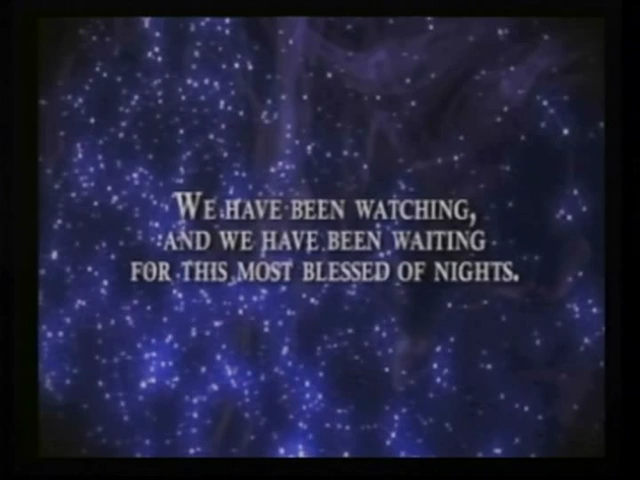 WE HAVE BEEN WATCHING,
AND WE HAVE BEEN WAITING
FOR THIS MOST BLESSED OF NIGHTS.